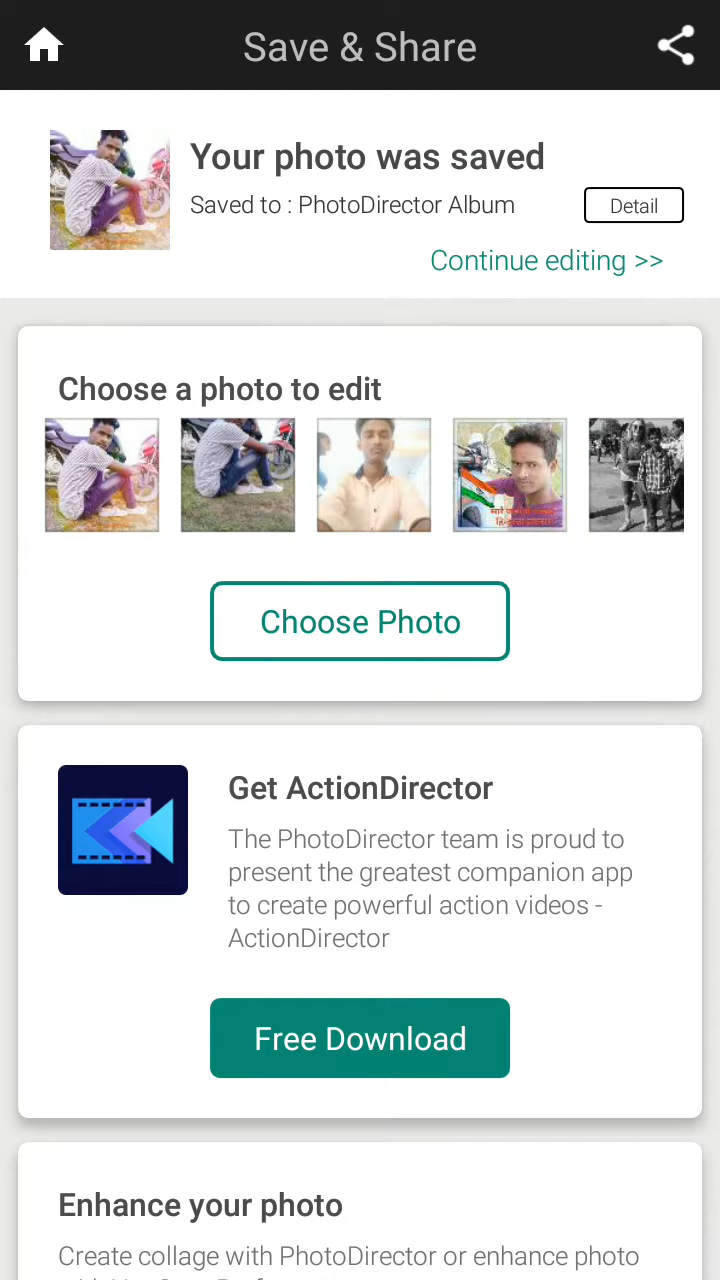 Save & Share
Your photo was saved
Saved to : PhotoDirector Album
Detail
Continue editing >>
Choose a photo to edit
Choose Photo
Get ActionDirector
The PhotoDirector team is proud to
present the greatest companion app
to create powerful action videos -
ActionDirector
Free Download
Enhance your photo
Create collage with PhotoDirector or enhance photo